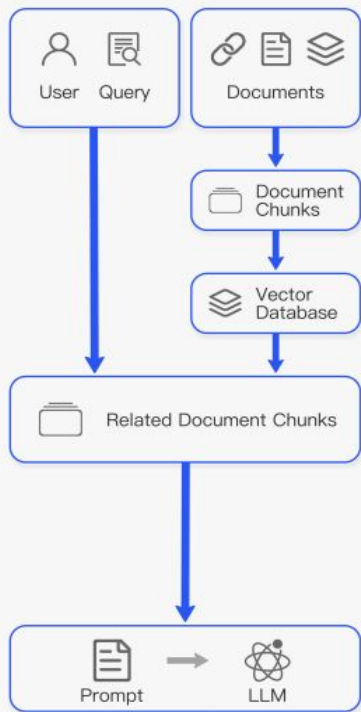 User Query
Documents
Document
Chunks
Vector
Database
Related Document Chunks
Prompt
LLM